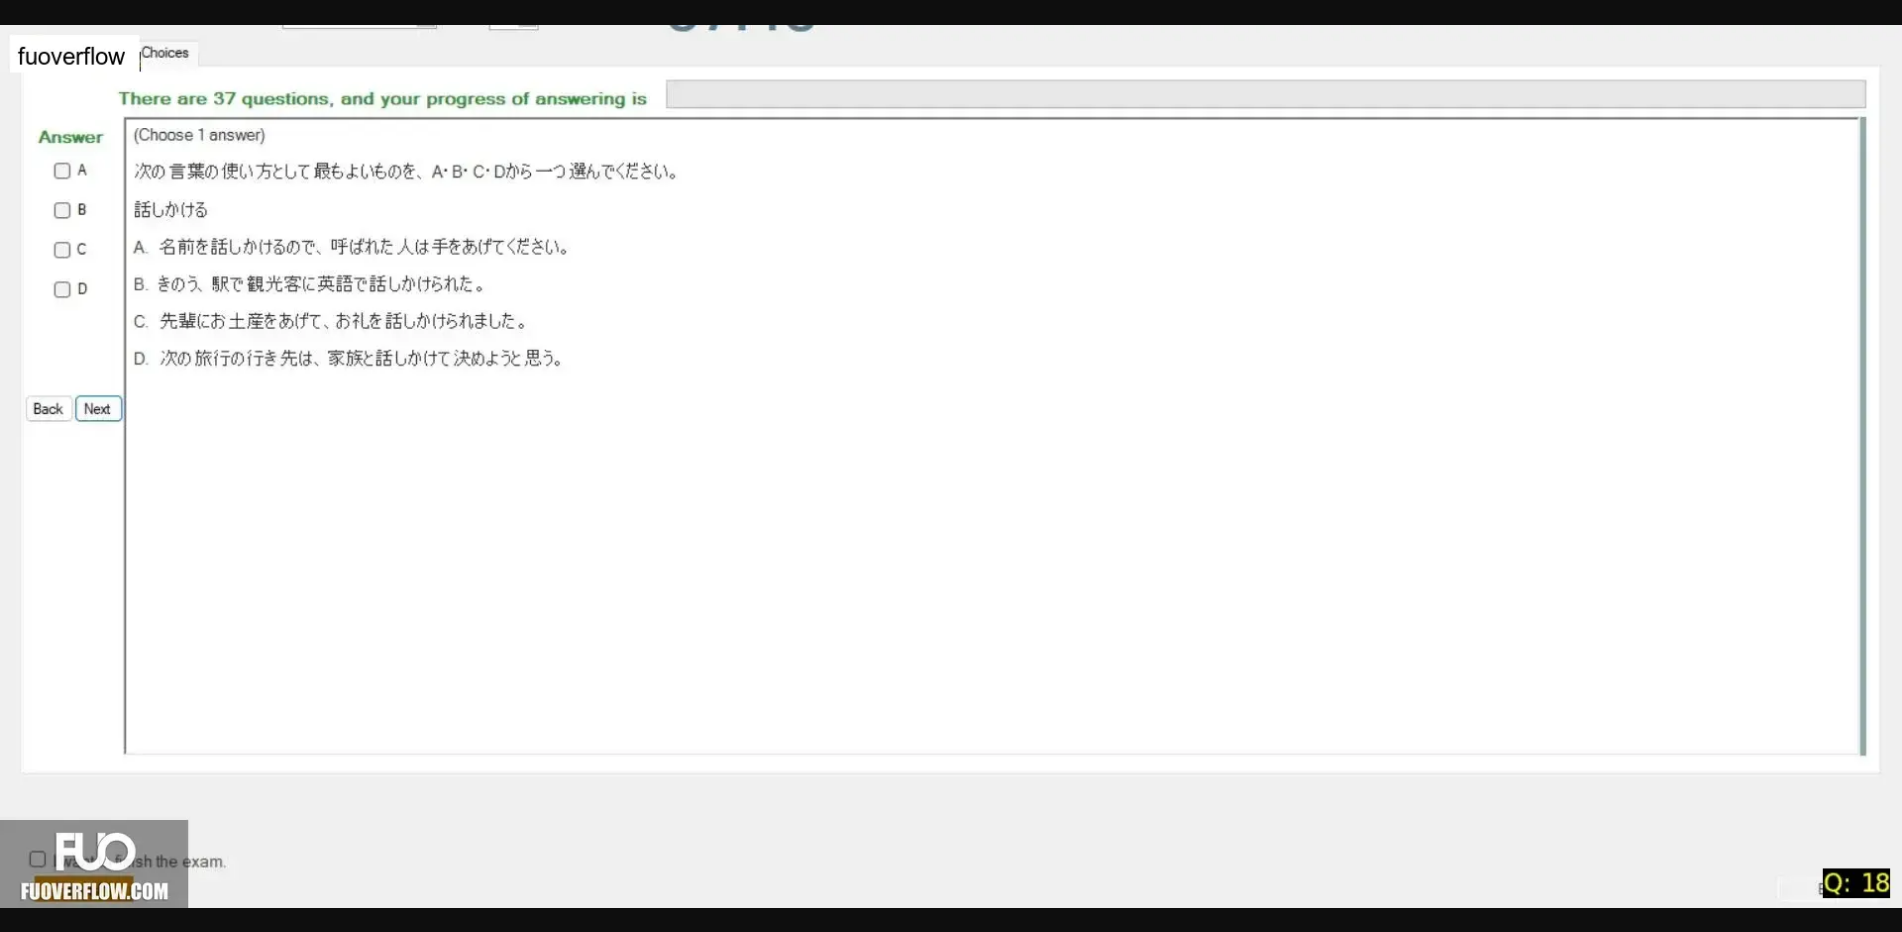 fuoverflow
Choices
There are 37 questions, and your progress of answering is
Answer
(Choose 1 answer)
A
次の言葉の使い方として最もよいものを、A・B・C・Dから一つ選んでください。
B
話しかける
C
A. 名前を話しかけるので、呼ばれた人は手をあげてください。
D
B. きのう、駅で観光客に英語で話しかけられた。
C. 先輩にお土産をあげて、お礼を話しかけられました。
D. 次の旅行の行き先は、家族と話しかけて決めようと思う。
Back
Next
FUO
the exam.
FUOVERFLOW.COM
Q: 18